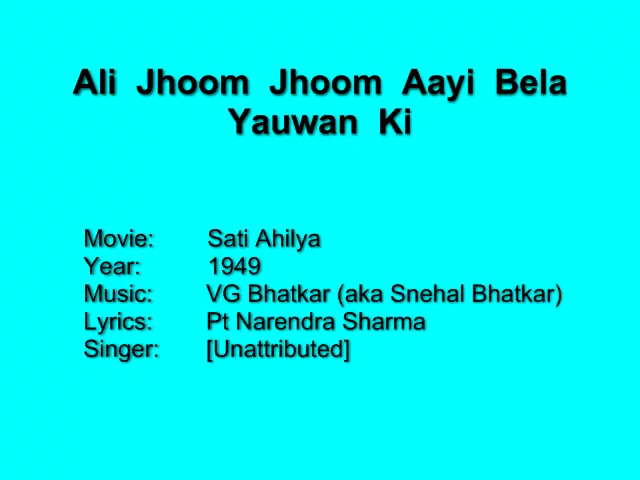 Ali Jhoom Jhoom Aayi Bela
Yauwan Ki
Movie: Sati Ahilya
Year: 1949
Music: VG Bhatkar (aka Snehal Bhatkar)
Lyrics: Pt Narendra Sharma
Singer: [Unattributed]